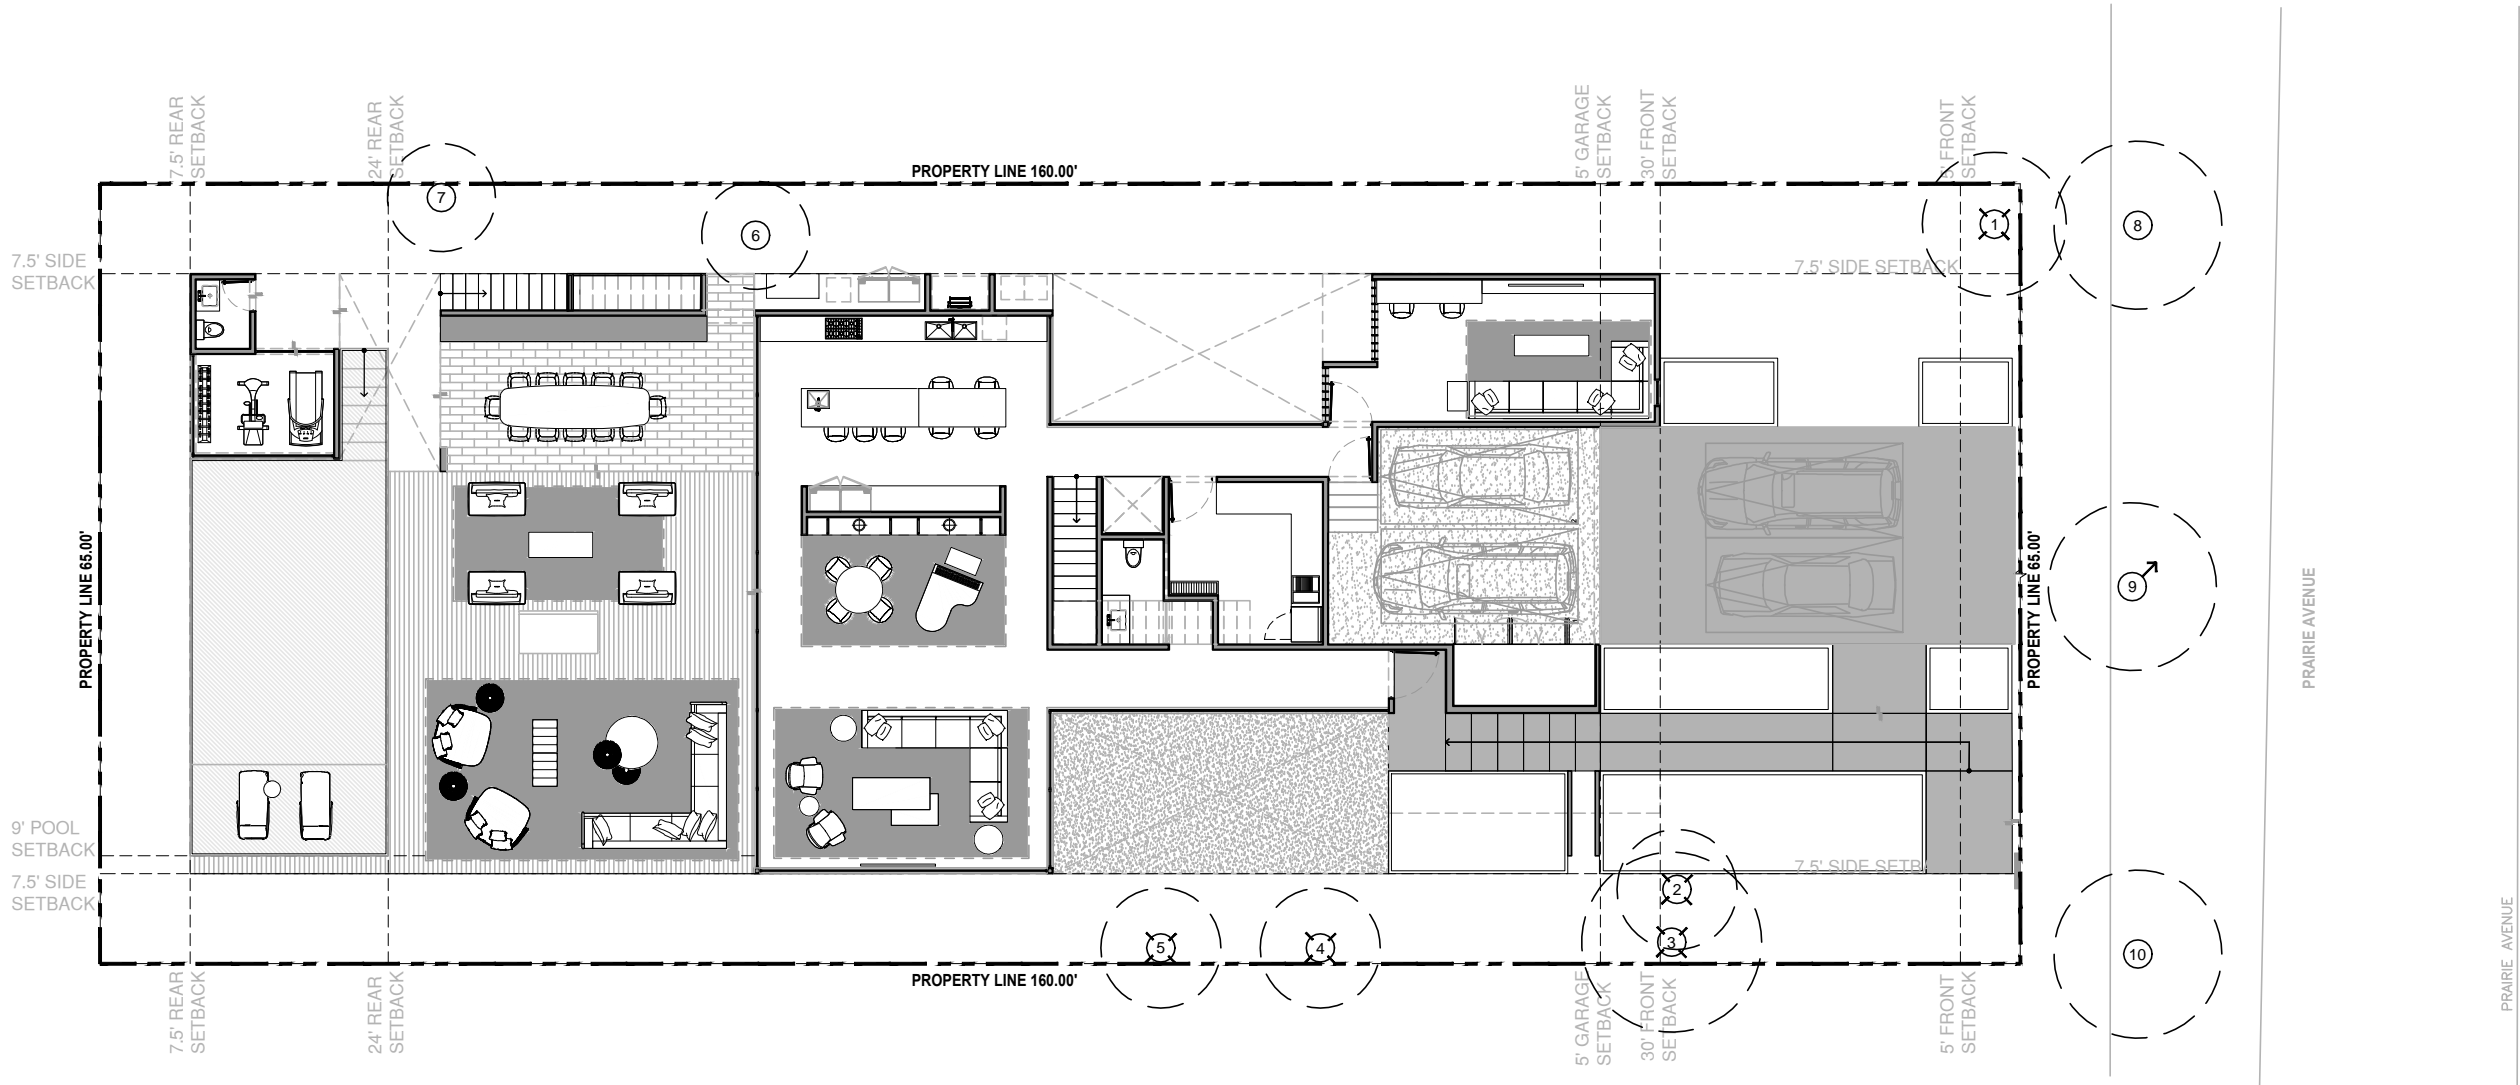 7.5' REAR
SETBACK
24' REAR
SETBACK
5' GARAGE
SETBACK
30' FRONT
SETBACK
5' FRONT
SETBACK
PROPERTY LINE 160.00'
7
6
1
8
7.5' SIDE
SETBACK
7.5' SIDE SETBACK
PROPERTY LINE 65.00'
PROPERTY LINE 65.00'
9
PRAIRIE AVENUE
9' POOL
SETBACK
7.5' SIDE
SETBACK
7.5' SIDE SETBA
2
3
5
4
10
PRAIRIE AVENUE
PROPERTY LINE 160.00'
7.5' REAR
SETBACK
24' REAR
SETBACK
5' GARAGE
SETBACK
30' FRONT
SETBACK
5' FRONT
SETBACK